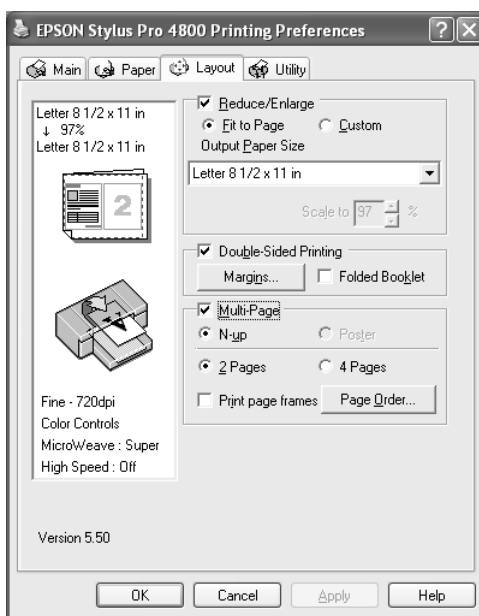 EPSON Stylus Pro 4800 Printing Preferences
Main Paper Layout Utility
Letter 8 1/2 x 11 in
↓ 97%
Letter 8 1/2 x 11 in
2
Fine - 720dpi
Color Controls
MicroWeave : Super
High Speed : Off
Version 5.50
Reduce/Enlarge
Fit to Page Custom
Output Paper Size
Letter 8 1/2 x 11 in
Scale to 97 %
Double-Sided Printing
Margins... Folded Booklet
Multi-Page
N-up Poster
2 Pages 4 Pages
Print page frames Page Order...
OK Cancel Apply Help